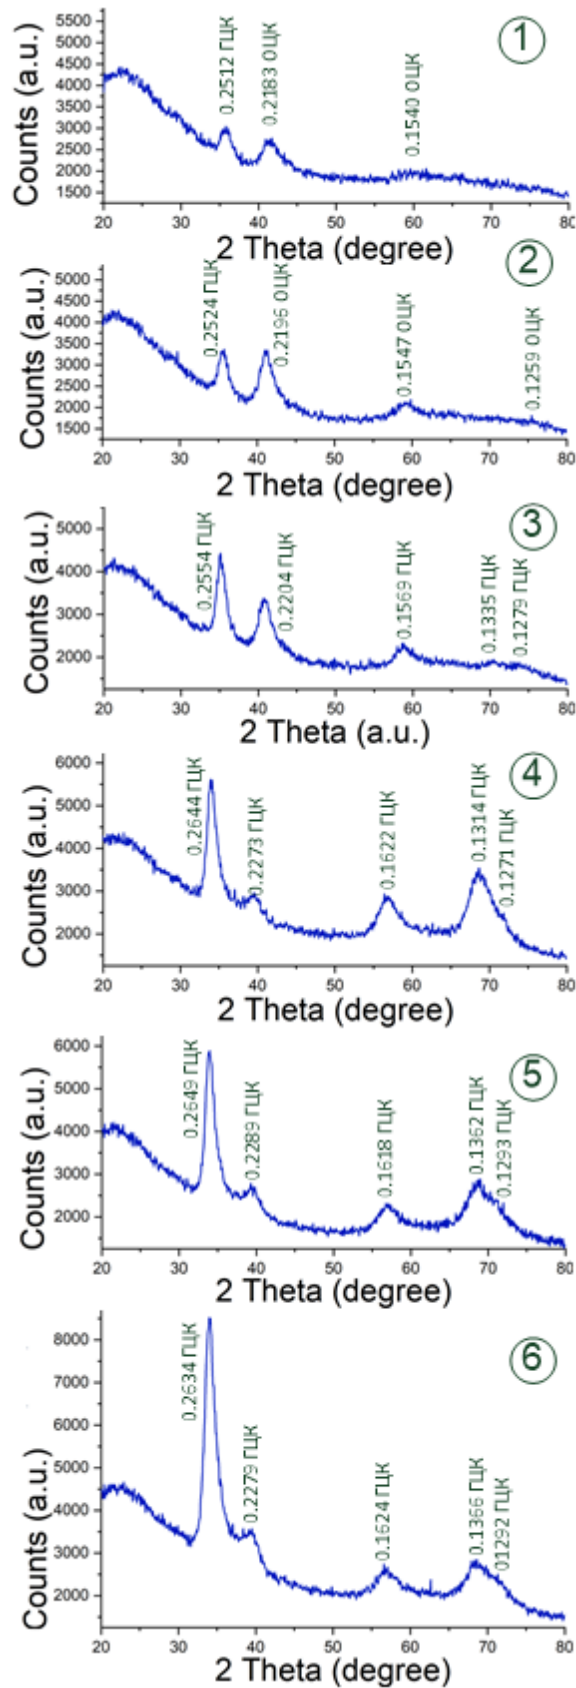 1
0.2512 ГЦК
0.2183 ОЦК
0.1540 ОЦК
Counts (a.u.)
5500
5000
4500
4000
3500
3000
2500
2000
1500
20 30 40 50 60 70 80
2 Theta (degree)
2
0.2524 ГЦК
0.2196 ОЦК
0.1547 ОЦК
0.1259 ОЦК
Counts (a.u.)
5000
4500
4000
3500
3000
2500
2000
1500
20 30 40 50 60 70 80
2 Theta (degree)
3
0.2554 ГЦК
0.2204 ГЦК
0.1569 ГЦК
0.1335 ГЦК
0.1279 ГЦК
Counts (a.u.)
5000
4000
3000
2000
20 30 40 50 60 70 80
2 Theta (a.u.)
4
0.2644 ГЦК
0.2273 ГЦК
0.1622 ГЦК
0.1314 ГЦК
0.1271 ГЦК
Counts (a.u.)
6000
5000
4000
3000
2000
20 30 40 50 60 70 80
2 Theta (degree)
5
0.2649 ГЦК
0.2289 ГЦК
0.1618 ГЦК
0.1362 ГЦК
0.1293 ГЦК
Counts (a.u.)
6000
5000
4000
3000
2000
20 30 40 50 60 70 80
2 Theta (degree)
6
0.2634 ГЦК
0.2279 ГЦК
0.1624 ГЦК
0.1366 ГЦК
01292 ГЦК
Counts (a.u.)
8000
7000
6000
5000
4000
3000
2000
20 30 40 50 60 70 80
2 Theta (degree)